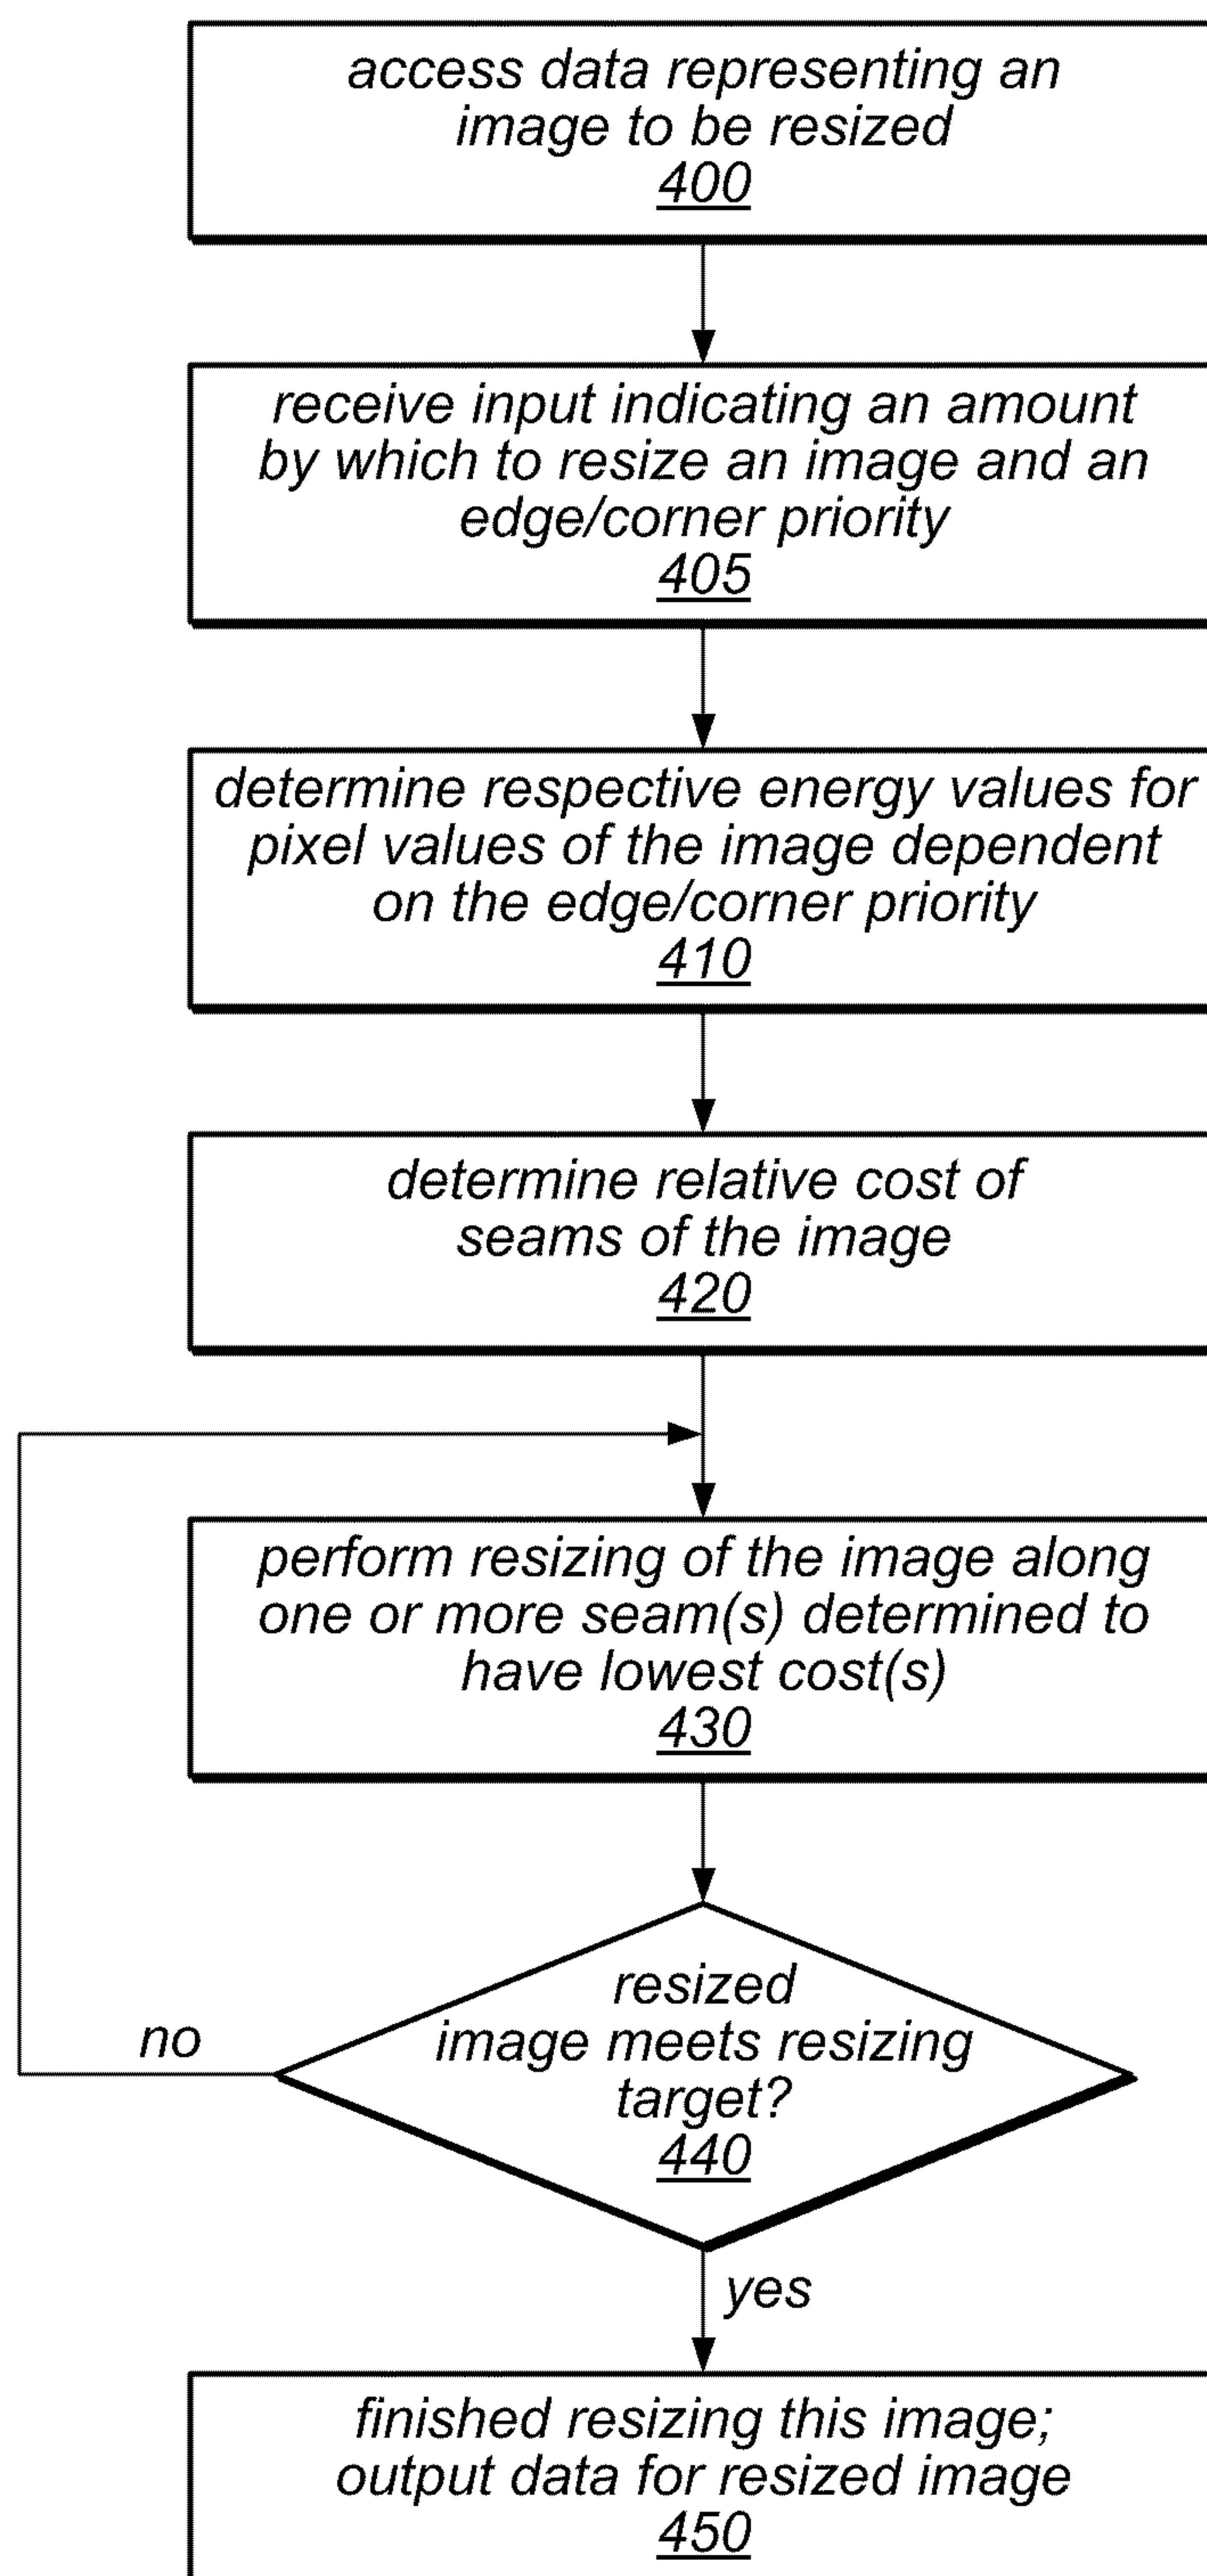 access data representing an
image to be resized
400
receive input indicating an amount
by which to resize an image and an
edge/corner priority
405
determine respective energy values for
pixel values of the image dependent
on the edge/corner priority
410
determine relative cost of
seams of the image
420
perform resizing of the image along
one or more seam(s) determined to
have lowest cost(s)
430
resized
image meets resizing
target?
440
no
yes
finished resizing this image;
output data for resized image
450